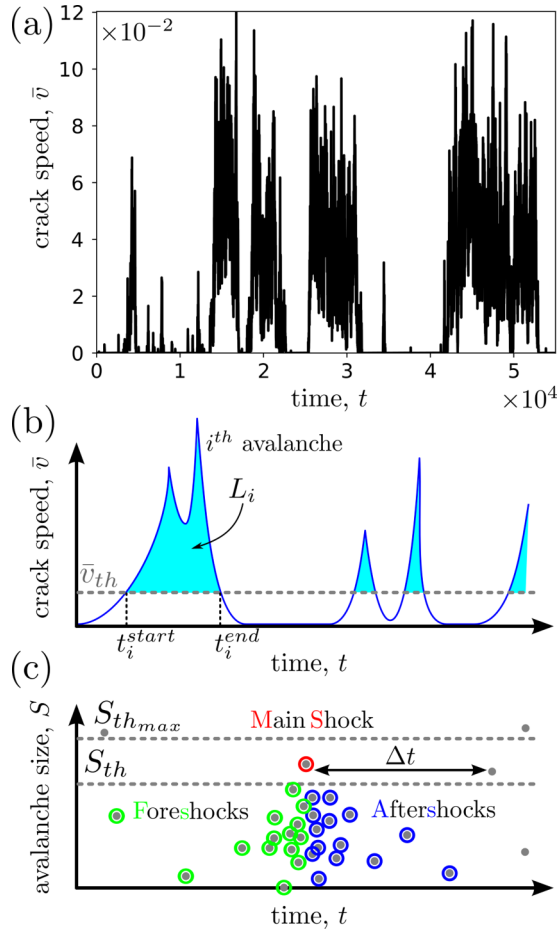 (a)
×10⁻²
12
10
8
6
4
2
0
crack speed, v̄
0 1 2 3 4 5
time, t
×10⁴
(b)
crack speed, v̄
iᵗʰ avalanche
Lᵢ
v̄ₜₕ
tᵢˢᵗᵃʳᵗ tᵢᵉⁿᵈ
time, t
(c)
avalanche size, S
S_{th_{max}}
Main Shock
S_{th}
Δt
Foreshocks Aftershocks
time, t